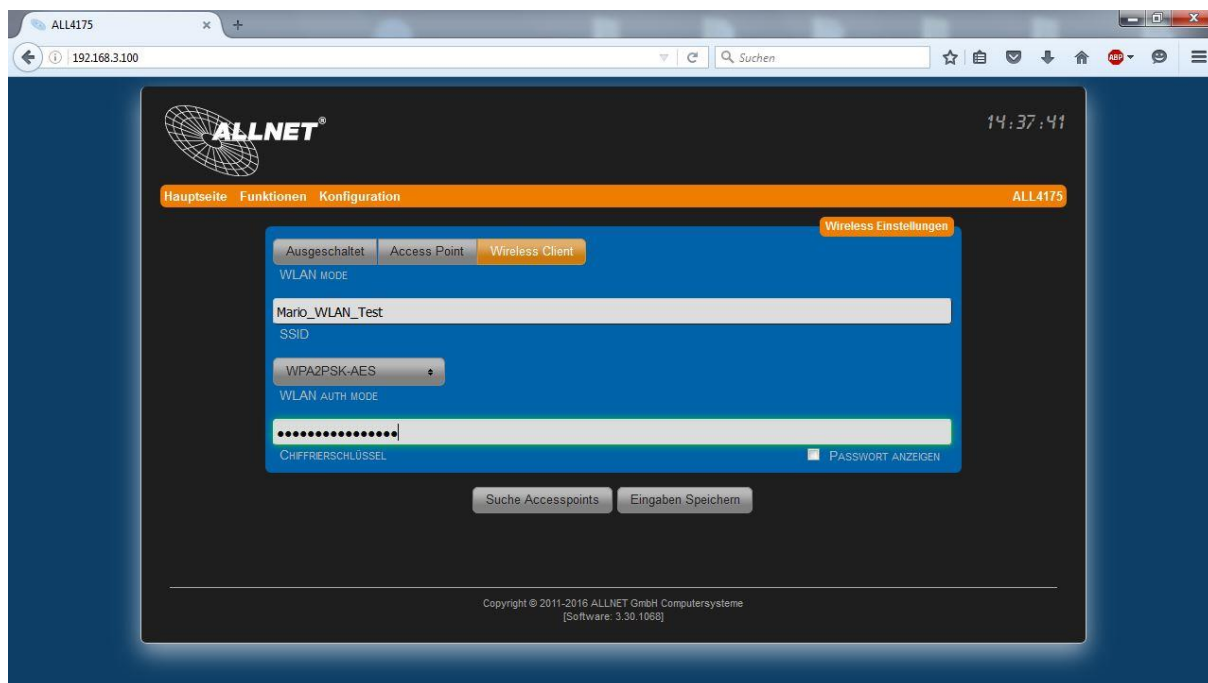 ALL4175
192.168.3.100
Suchen
ABP
ALLNET®
14:37:41
Hauptseite Funktionen Konfiguration ALL4175
Wireless Einstellungen
Ausgeschaltet Access Point Wireless Client
WLAN MODE
Mario_WLAN_Test
SSID
WPA2PSK-AES
WLAN AUTH MODE
••••••••••••••••
CHIFFRIERSCHLÜSSEL PASSWORT ANZEIGEN
Suche Accesspoints Eingaben Speichern
Copyright © 2011-2016 ALLNET GmbH Computersysteme
[Software: 3.30.1068]